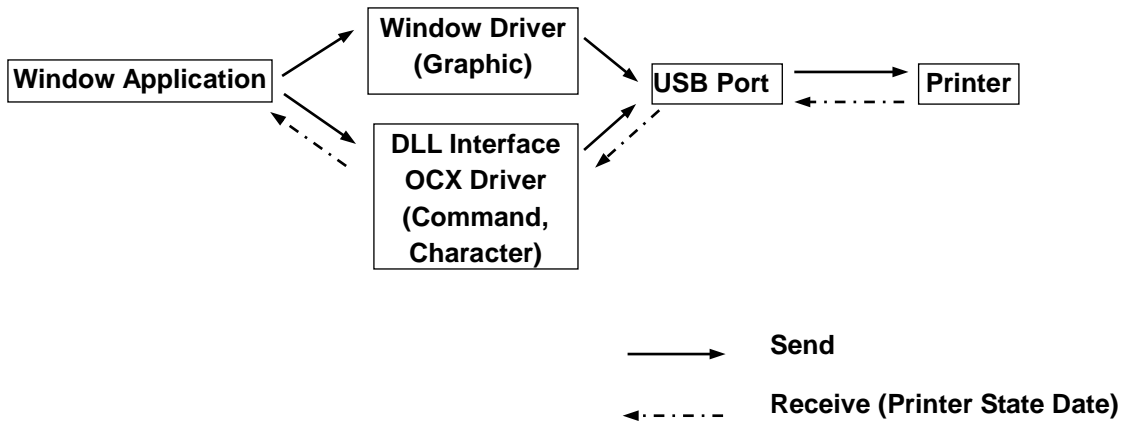 Window Driver
(Graphic)
Window Application
USB Port
Printer
DLL Interface
OCX Driver
(Command,
Character)
Send
Receive (Printer State Date)